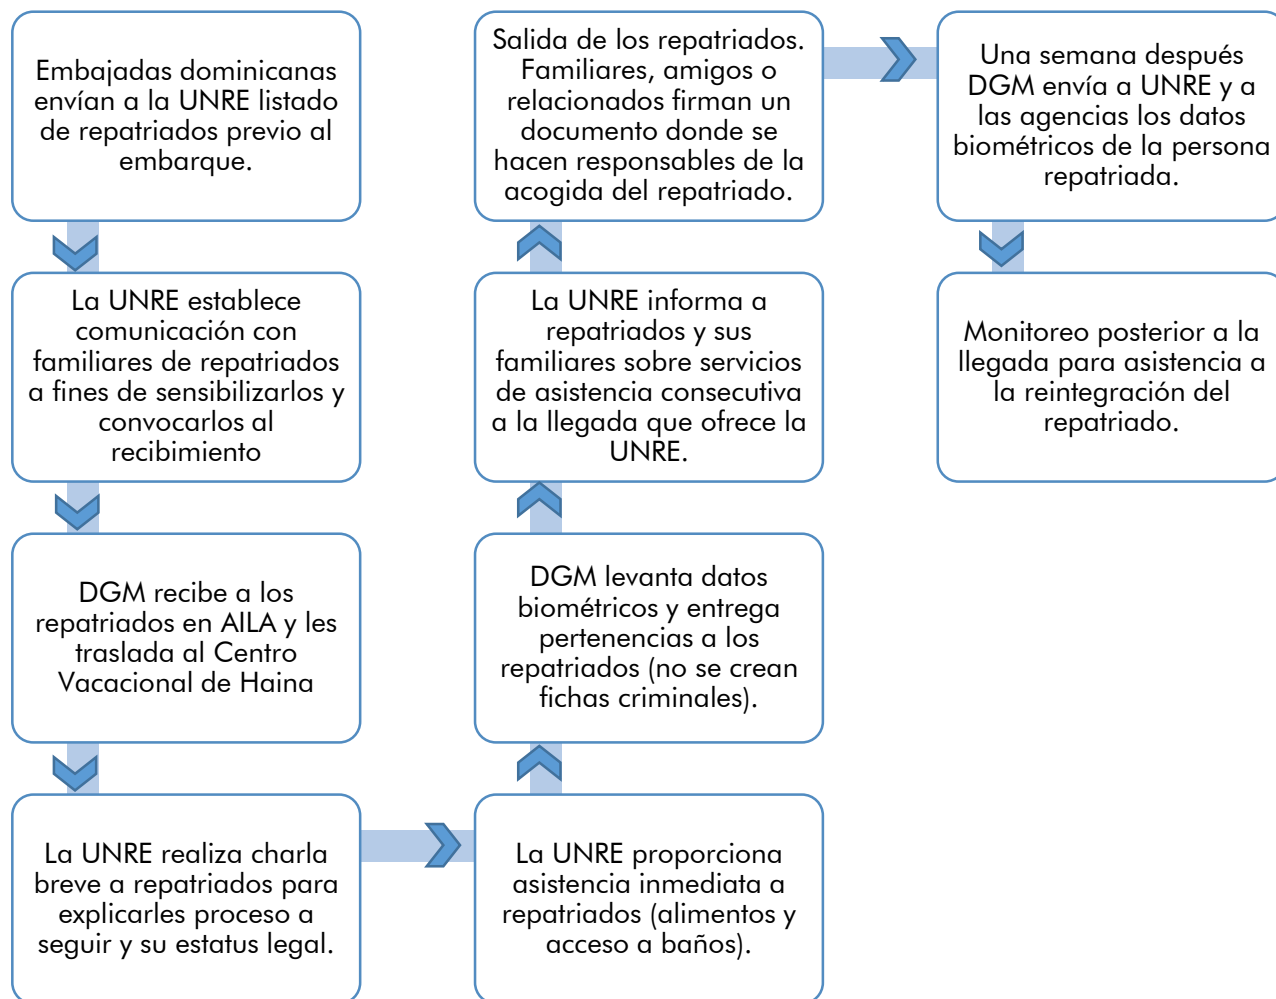 Embajadas dominicanas
envían a la UNRE listado
de repatriados previo al
embarque.
La UNRE establece
comunicación con
familiares de repatriados
a fines de sensibilizarlos y
convocarlos al
recibimiento
DGM recibe a los
repatriados en AILA y les
traslada al Centro
Vacacional de Haina
La UNRE realiza charla
breve a repatriados para
explicarles proceso a
seguir y su estatus legal.
La UNRE proporciona
asistencia inmediata a
repatriados (alimentos y
acceso a baños).
DGM levanta datos
biométricos y entrega
pertenencias a los
repatriados (no se crean
fichas criminales).
La UNRE informa a
repatriados y sus
familiares sobre servicios
de asistencia consecutiva
a la llegada que ofrece la
UNRE.
Salida de los repatriados.
Familiares, amigos o
relacionados firman un
documento donde se
hacen responsables de la
acogida del repatriado.
Una semana después
DGM envía a UNRE y a
las agencias los datos
biométricos de la persona
repatriada.
Monitoreo posterior a la
llegada para asistencia a
la reintegración del
repatriado.